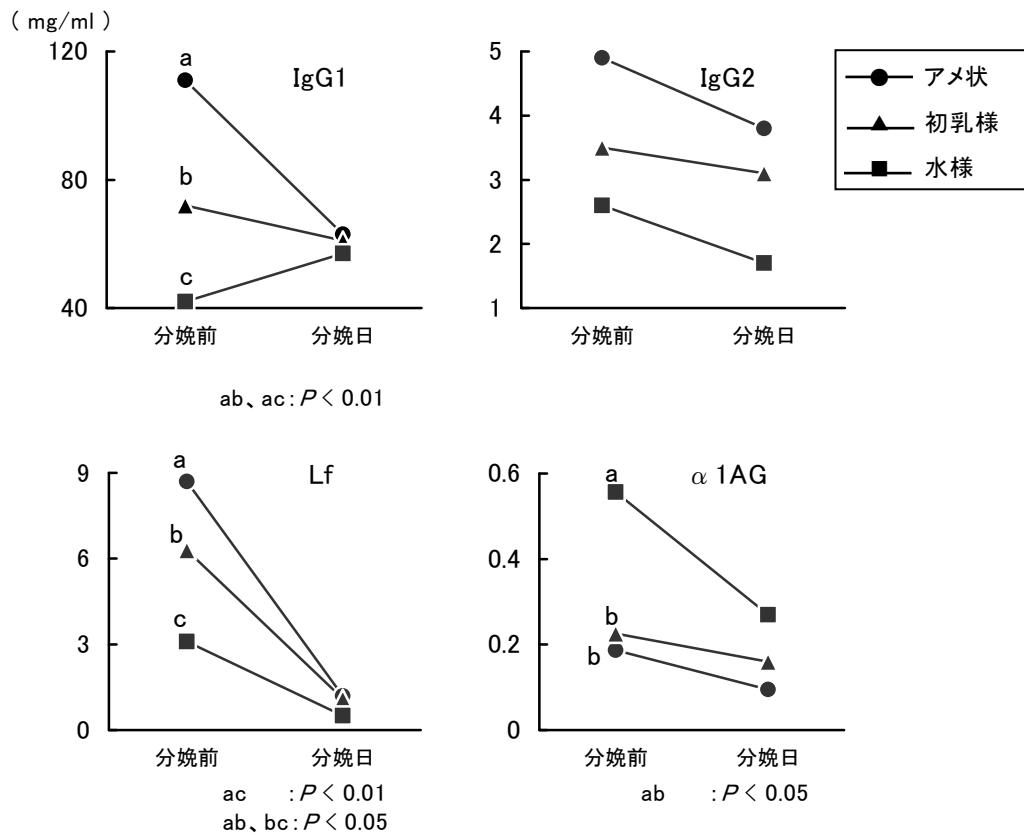 ( mg/ml )
IgG1
120
80
40
a
b
c
分娩前 分娩日
ab、ac：P < 0.01
IgG2
5
4
3
2
1
分娩前 分娩日
アメ状
初乳様
水様
Lf
9
6
3
0
a
b
c
分娩前 分娩日
ac ：P < 0.01
ab、bc：P < 0.05
α 1AG
0.6
0.4
0.2
0
a
b
b
分娩前 分娩日
ab ：P < 0.05